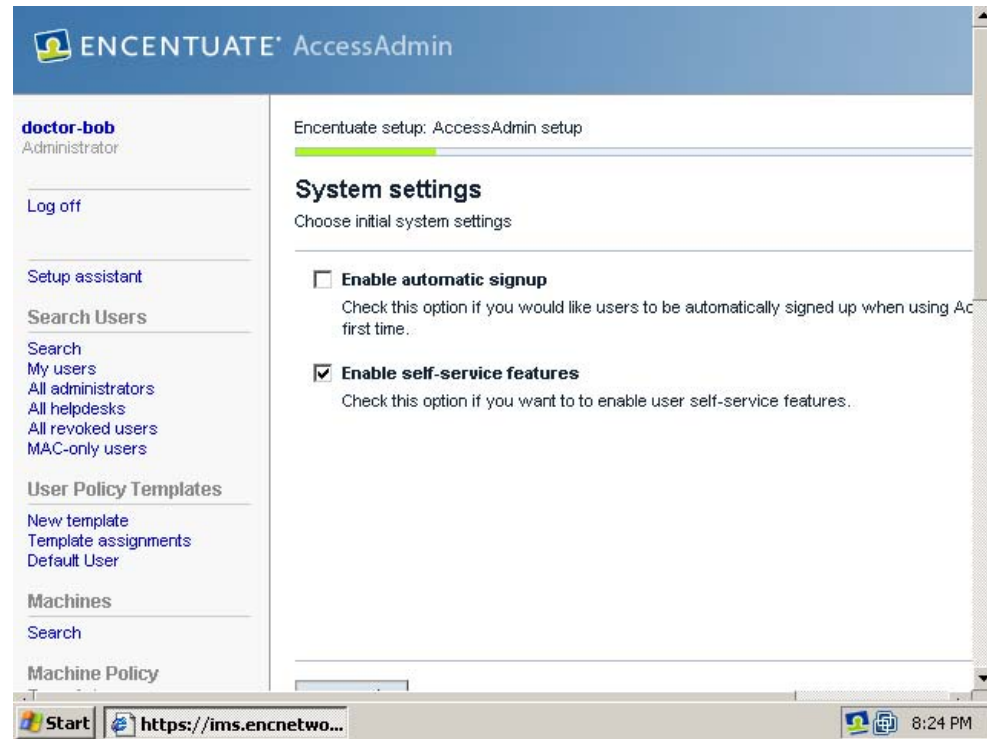 ENCENTUATE® AccessAdmin
doctor-bob
Administrator
Log off
Setup assistant
Search Users
Search
My users
All administrators
All helpdesks
All revoked users
MAC-only users
User Policy Templates
New template
Template assignments
Default User
Machines
Search
Machine Policy
Encentuate setup: AccessAdmin setup
System settings
Choose initial system settings
Enable automatic signup
Check this option if you would like users to be automatically signed up when using Ac
first time.
Enable self-service features
Check this option if you want to to enable user self-service features.
Start
https://ims.encnetwo...
8:24 PM